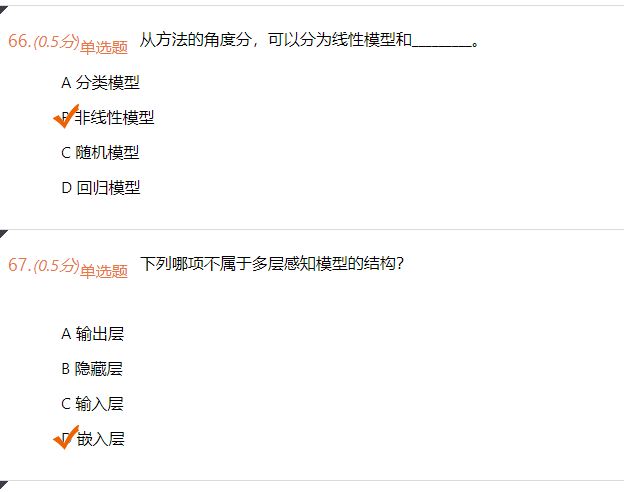 66.(0.5分)单选题 从方法的角度分，可以分为线性模型和_________。
A 分类模型
B 非线性模型
C 随机模型
D 回归模型
67.(0.5分)单选题 下列哪项不属于多层感知模型的结构？
A 输出层
B 隐藏层
C 输入层
D 嵌入层